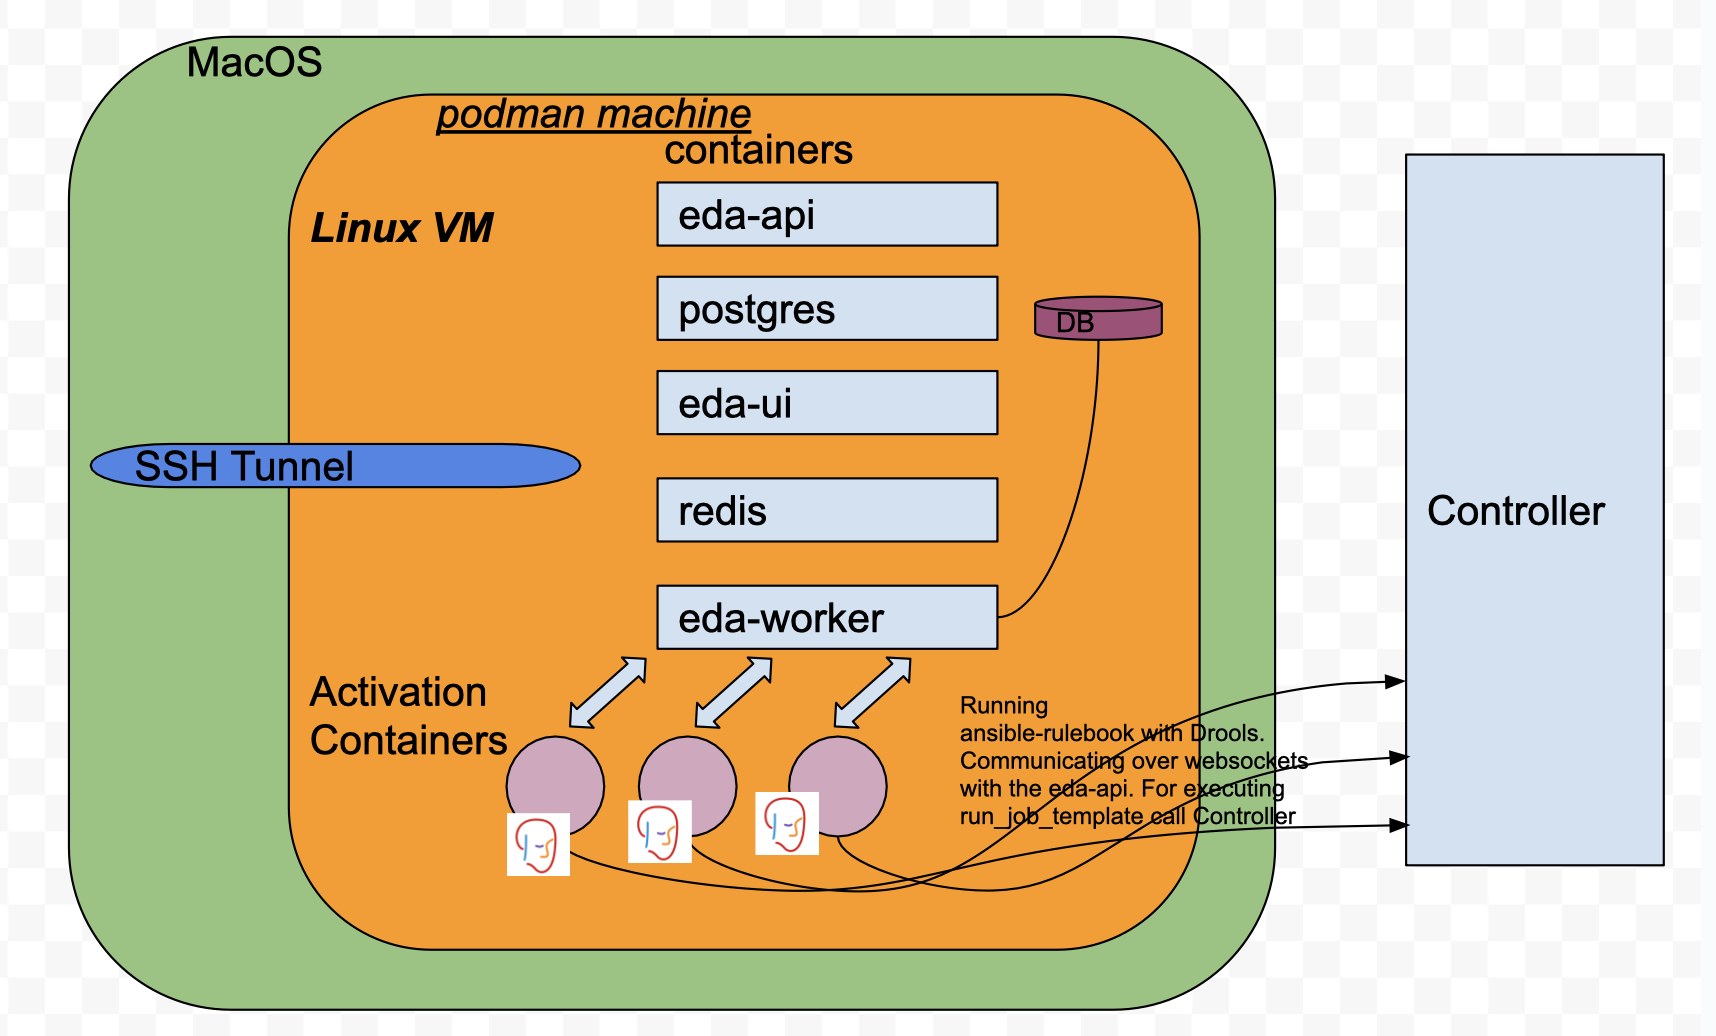 MacOS
podman machine
containers
Linux VM
eda-api
postgres
DB
eda-ui
SSH Tunnel
redis
Controller
eda-worker
Activation
Containers
Running
ansible-rulebook with Drools.
Communicating over websockets
with the eda-api. For executing
run_job_template call Controller